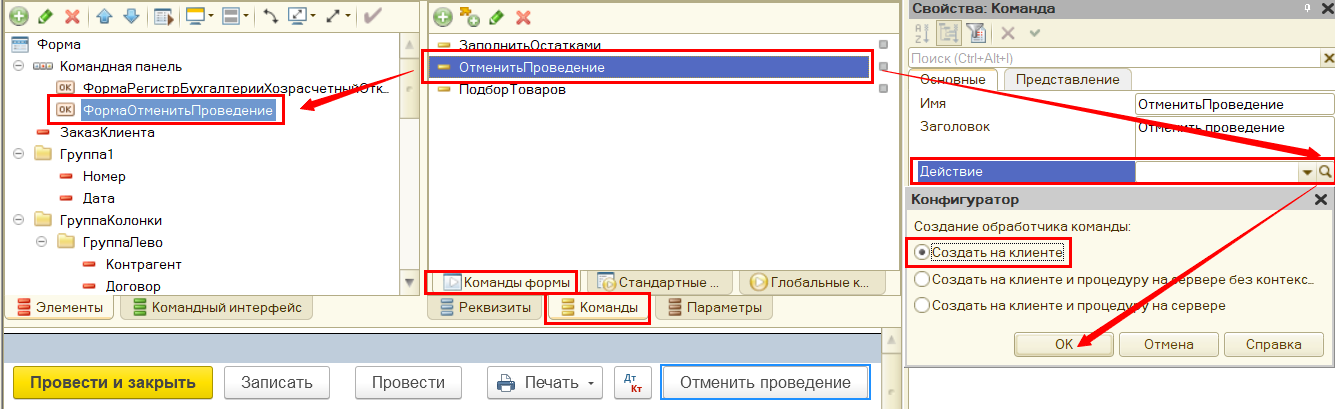 Форма
Командная панель
OK ФормаРегистрБухгалтерииХозрасчетныйОтк...
OK ФормаОтменитьПроведение
ЗаказКлиента
Группа1
Номер
Дата
ГруппаКолонки
ГруппаЛево
Контрагент
Договор
Элементы
Командный интерфейс
ЗаполнитьОстатками
ОтменитьПроведение
ПодборТоваров
Команды формы
Стандартные ...
Глобальные к...
Реквизиты
Команды
Параметры
Свойства: Команда
Поиск (Ctrl+Alt+I)
Основные
Представление
Имя
ОтменитьПроведение
Заголовок
Отменить проведение
Действие
Конфигуратор
Создание обработчика команды:
Создать на клиенте
Создать на клиенте и процедуру на сервере без контекс...
Создать на клиенте и процедуру на сервере
ОК
Отмена
Справка
Провести и закрыть
Записать
Провести
Печать
Дт
Кт
Отменить проведение